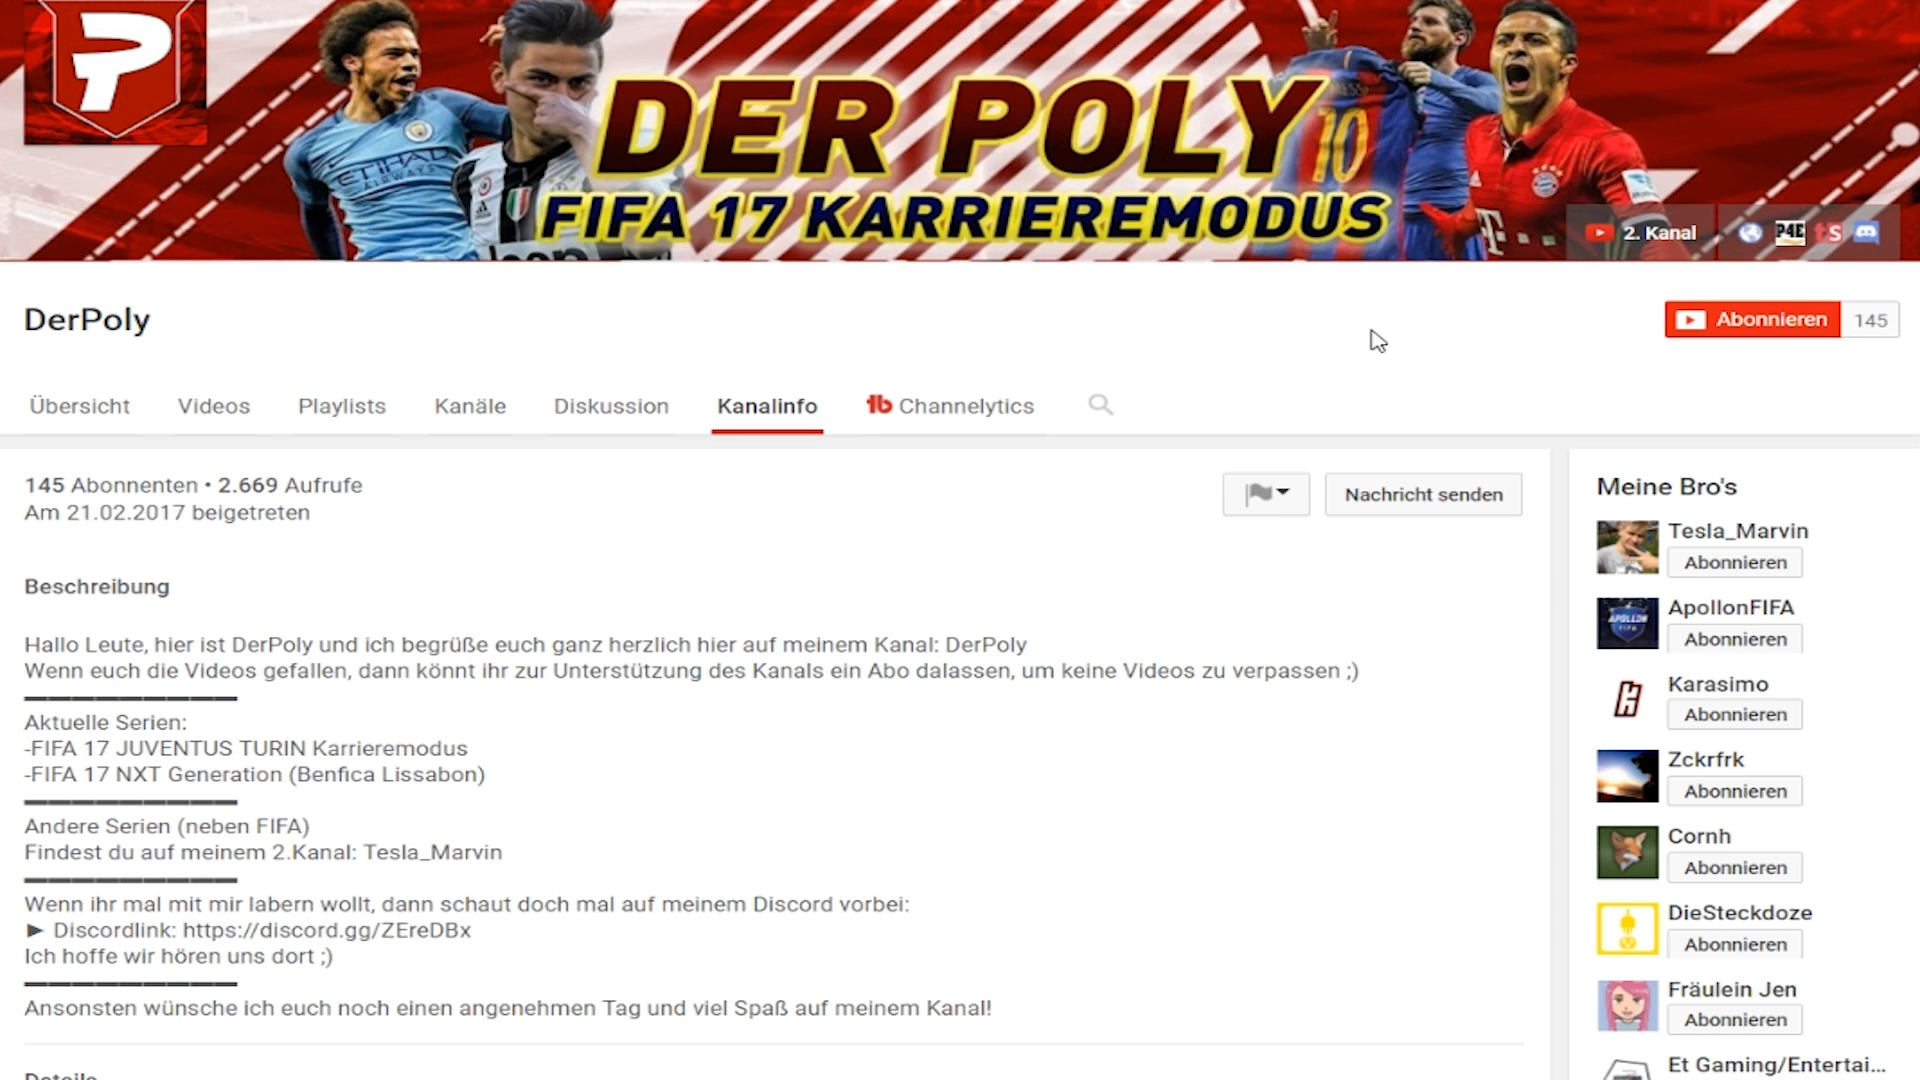 DER POLY
FIFA 17 KARRIEREMODUS
ETIHAD
AIRWAYS
10
2. Kanal
P4E
DerPoly
Abonnieren 145
Übersicht Videos Playlists Kanäle Diskussion Kanalinfo Channelytics
145 Abonnenten • 2.669 Aufrufe
Am 21.02.2017 beigetreten
Nachricht senden
Beschreibung
Hallo Leute, hier ist DerPoly und ich begrüße euch ganz herzlich hier auf meinem Kanal: DerPoly
Wenn euch die Videos gefallen, dann könnt ihr zur Unterstützung des Kanals ein Abo dalassen, um keine Videos zu verpassen ;)
Aktuelle Serien:
-FIFA 17 JUVENTUS TURIN Karrieremodus
-FIFA 17 NXT Generation (Benfica Lissabon)
Andere Serien (neben FIFA)
Findest du auf meinem 2.Kanal: Tesla_Marvin
Wenn ihr mal mit mir labern wollt, dann schaut doch mal auf meinem Discord vorbei:
► Discordlink: https://discord.gg/ZEreDBx
Ich hoffe wir hören uns dort ;)
Ansonsten wünsche ich euch noch einen angenehmen Tag und viel Spaß auf meinem Kanal!
Details
Meine Bro's
Tesla_Marvin
Abonnieren
ApollonFIFA
Abonnieren
Karasimo
Abonnieren
Zckrfrk
Abonnieren
Cornh
Abonnieren
DieSteckdoze
Abonnieren
Fräulein Jen
Abonnieren
Et Gaming/Entertai...